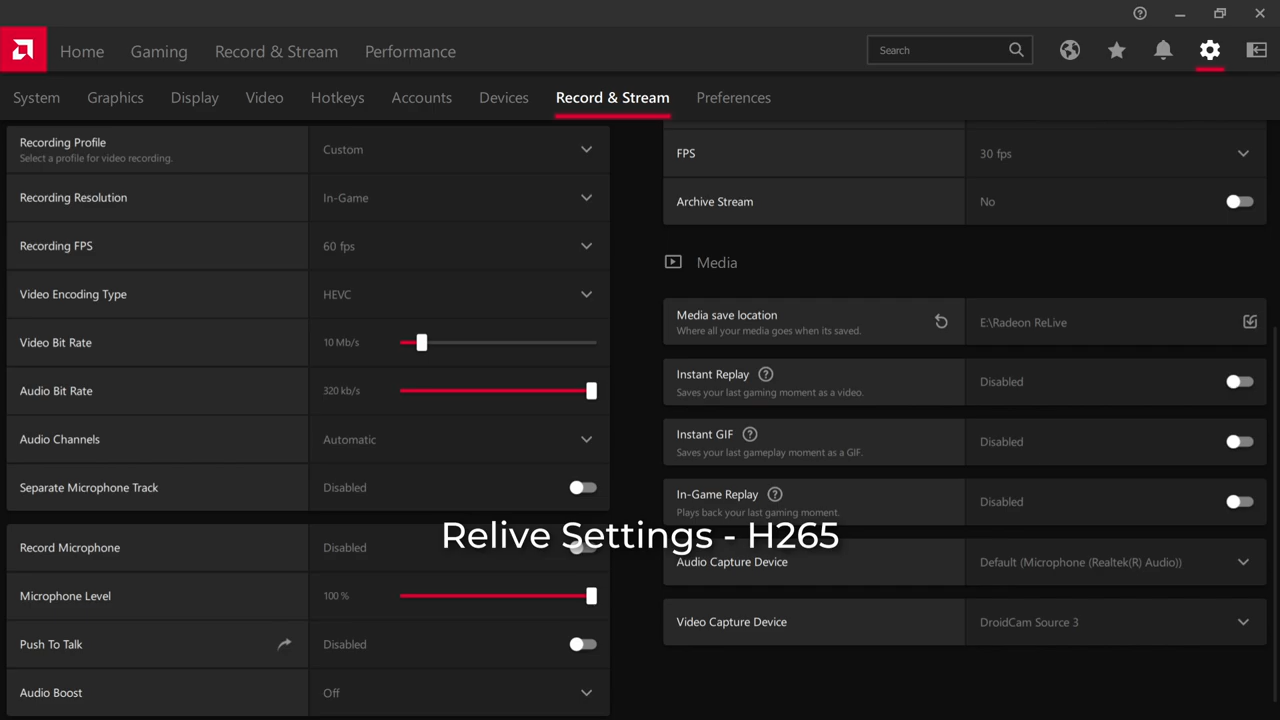 Home Gaming Record & Stream Performance Search
System Graphics Display Video Hotkeys Accounts Devices Record & Stream Preferences
Recording Profile
Select a profile for video recording.
Custom
Recording Resolution In-Game
Recording FPS 60 fps
Video Encoding Type HEVC
Video Bit Rate 10 Mb/s
Audio Bit Rate 320 kb/s
Audio Channels Automatic
Separate Microphone Track Disabled
Record Microphone Disabled
Microphone Level 100 %
Push To Talk Disabled
Audio Boost Off
FPS 30 fps
Archive Stream No
Media
Media save location
Where all your media goes when its saved.
E:\Radeon ReLive
Instant Replay
Saves your last gaming moment as a video.
Disabled
Instant GIF
Saves your last gameplay moment as a GIF.
Disabled
In-Game Replay
Plays back your last gaming moment.
Disabled
Relive Settings - H265
Audio Capture Device Default (Microphone (Realtek(R) Audio))
Video Capture Device DroidCam Source 3